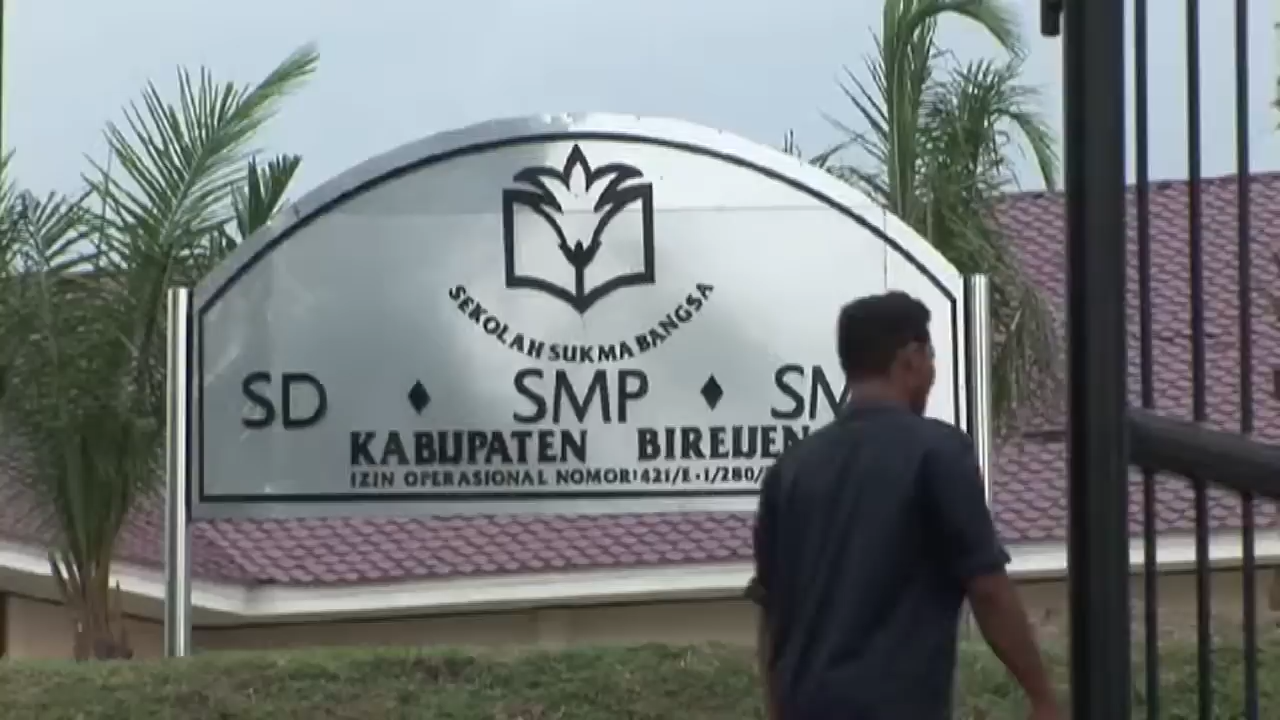 SEKOLAH SUKMA BANGSA
SD ♦ SMP ♦
KABUPATEN BIREUEN
IZIN OPERASIONAL NOMOR:421/E.1/280/